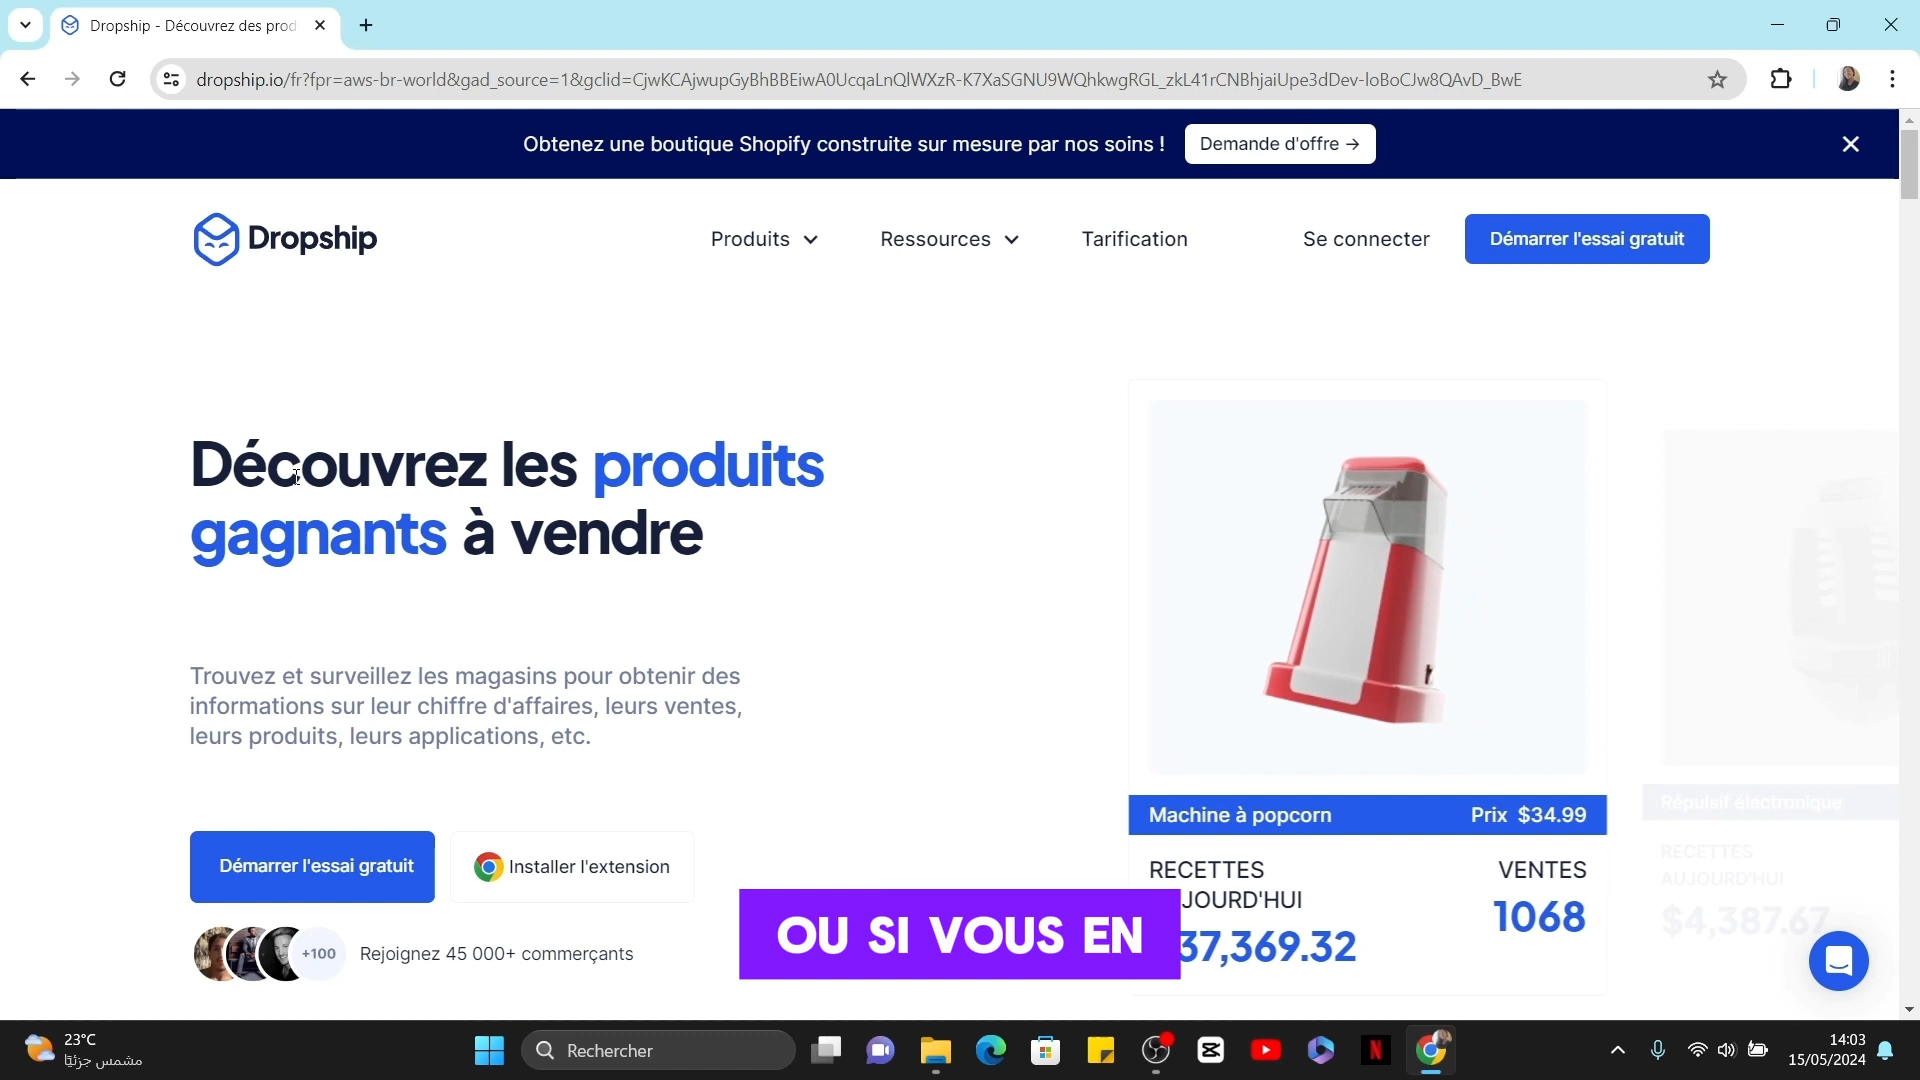 Dropship - Découvrez des prod
dropship.io/fr?fpr=aws-br-world&gad_source=1&gclid=CjwKCAjwupGyBhBBEiwA0UcqaLnQlWXzR-K7XaSGNU9WQhkwgRGL_zkL41rCNBhjaiUpe3dDev-loBoCJw8QAvD_BwE
Obtenez une boutique Shopify construite sur mesure par nos soins ! Demande d'offre →
Dropship Produits Ressources Tarification Se connecter Démarrer l'essai gratuit
Découvrez les produits
gagnants à vendre
Trouvez et surveillez les magasins pour obtenir des
informations sur leur chiffre d'affaires, leurs ventes,
leurs produits, leurs applications, etc.
Démarrer l'essai gratuit Installer l'extension
+100 Rejoignez 45 000+ commerçants
Machine à popcorn Prix $34.99
RECETTES VENTES
JOURD'HUI
1068
37,369.32
Répulsif électronique
RECETTES
AUJOURD'HUI
$4,387.67
OU SI VOUS EN
23°C
مشمس جزئيًا
Rechercher
14:03
15/05/2024